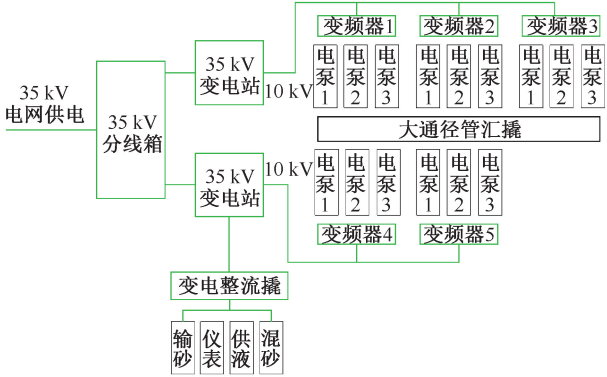 变频器1 变频器2 变频器3
35 kV
变电站
10 kV
电泵1 电泵2 电泵3 电泵1 电泵2 电泵3 电泵1 电泵2 电泵3
35 kV
电网供电
35 kV
分线箱
大通径管汇撬
35 kV
变电站
10 kV
电泵1 电泵2 电泵3 电泵1 电泵2 电泵3
变频器4 变频器5
变电整流撬
输砂 仪表 供液 混砂